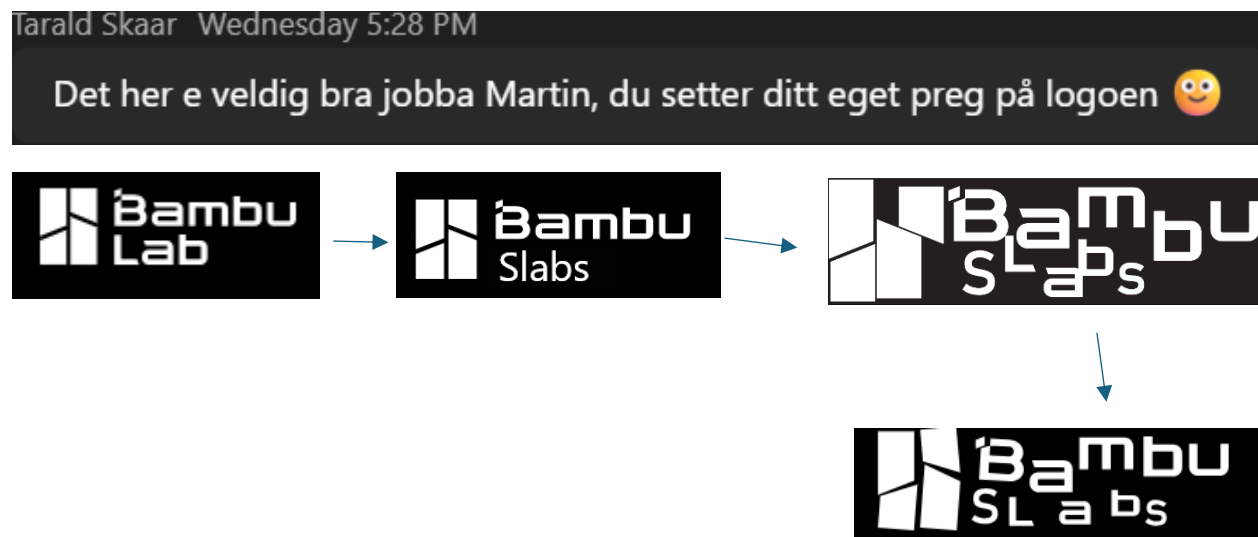 Tarald Skaar Wednesday 5:28 PM
Det her e veldig bra jobba Martin, du setter ditt eget preg på logoen 🙂
Bambu
Lab
Bambu
Slabs
Bambu
SLabs
Bambu
SLabs